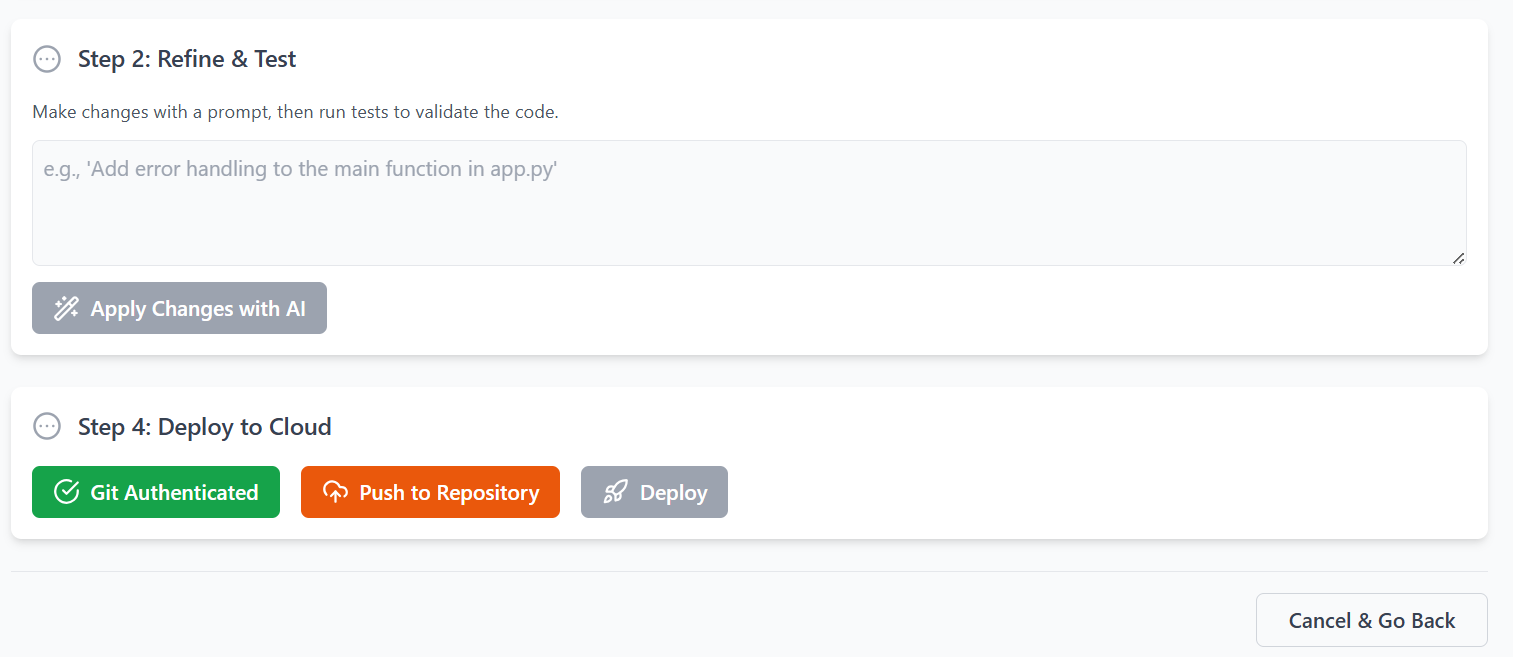 Step 2: Refine & Test
Make changes with a prompt, then run tests to validate the code.
e.g., 'Add error handling to the main function in app.py'
Apply Changes with AI
Step 4: Deploy to Cloud
Git Authenticated
Push to Repository
Deploy
Cancel & Go Back